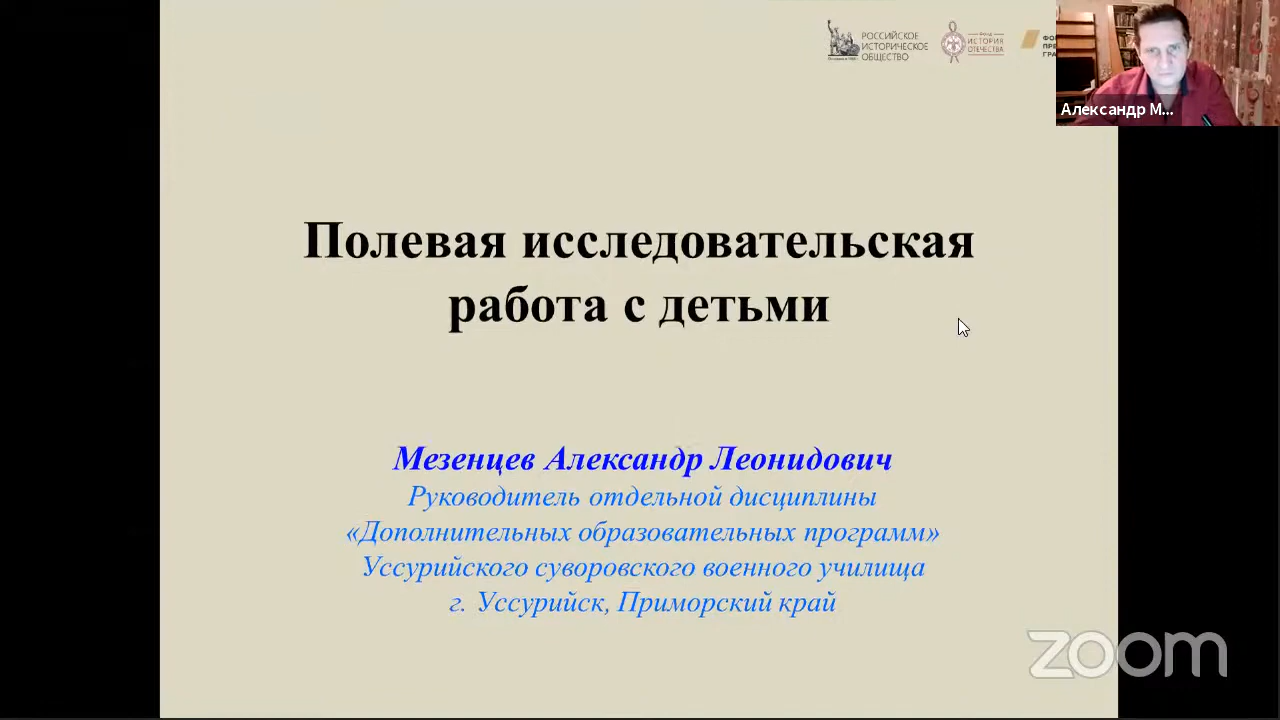 РОССИЙСКОЕ
ИСТОРИЧЕСКОЕ
ОБЩЕСТВО
ФОНД
ИСТОРИЯ
ОТЕЧЕСТВА
Александр М...
Полевая исследовательская
работа с детьми
Мезенцев Александр Леонидович
Руководитель отдельной дисциплины
«Дополнительных образовательных программ»
Уссурийского суворовского военного училища
г. Уссурийск, Приморский край
zoom